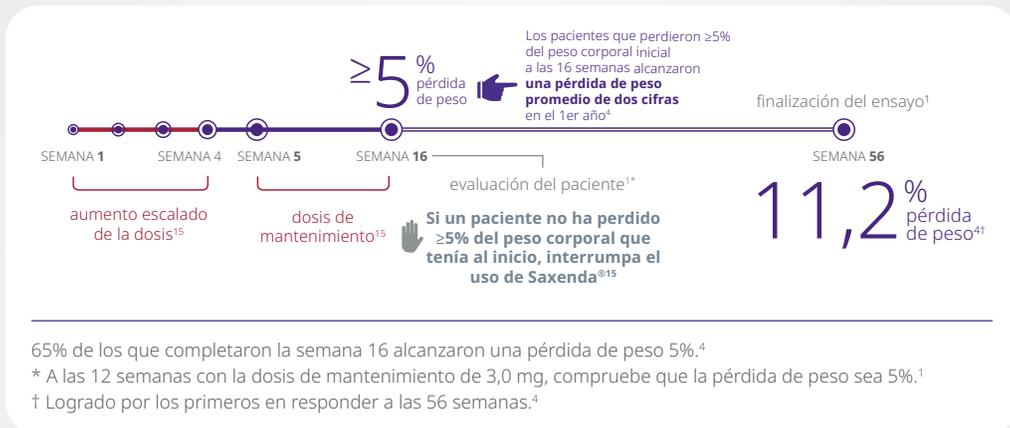 ≥5%
pérdida
de peso
Los pacientes que perdieron ≥5%
del peso corporal inicial
a las 16 semanas alcanzaron
una pérdida de peso
promedio de dos cifras
en el 1er año⁴
finalización del ensayo¹
SEMANA 1
SEMANA 4
SEMANA 5
SEMANA 16
SEMANA 56
evaluación del paciente¹*
aumento escalado
de la dosis¹⁵
dosis de
mantenimiento¹⁵
Si un paciente no ha perdido
≥5% del peso corporal que
tenía al inicio, interrumpa el
uso de Saxenda®¹⁵
11,2%
pérdida
de peso⁴†
65% de los que completaron la semana 16 alcanzaron una pérdida de peso 5%.⁴
* A las 12 semanas con la dosis de mantenimiento de 3,0 mg, compruebe que la pérdida de peso sea 5%.¹
† Logrado por los primeros en responder a las 56 semanas.⁴